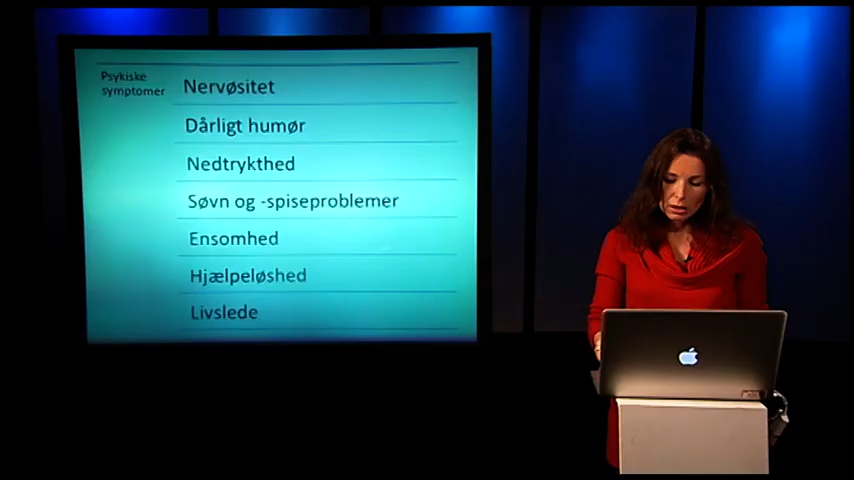 Psykiske
symptomer
Nervøsitet
Dårligt humør
Nedtrykthed
Søvn og -spiseproblemer
Ensomhed
Hjælpeløshed
Livslede